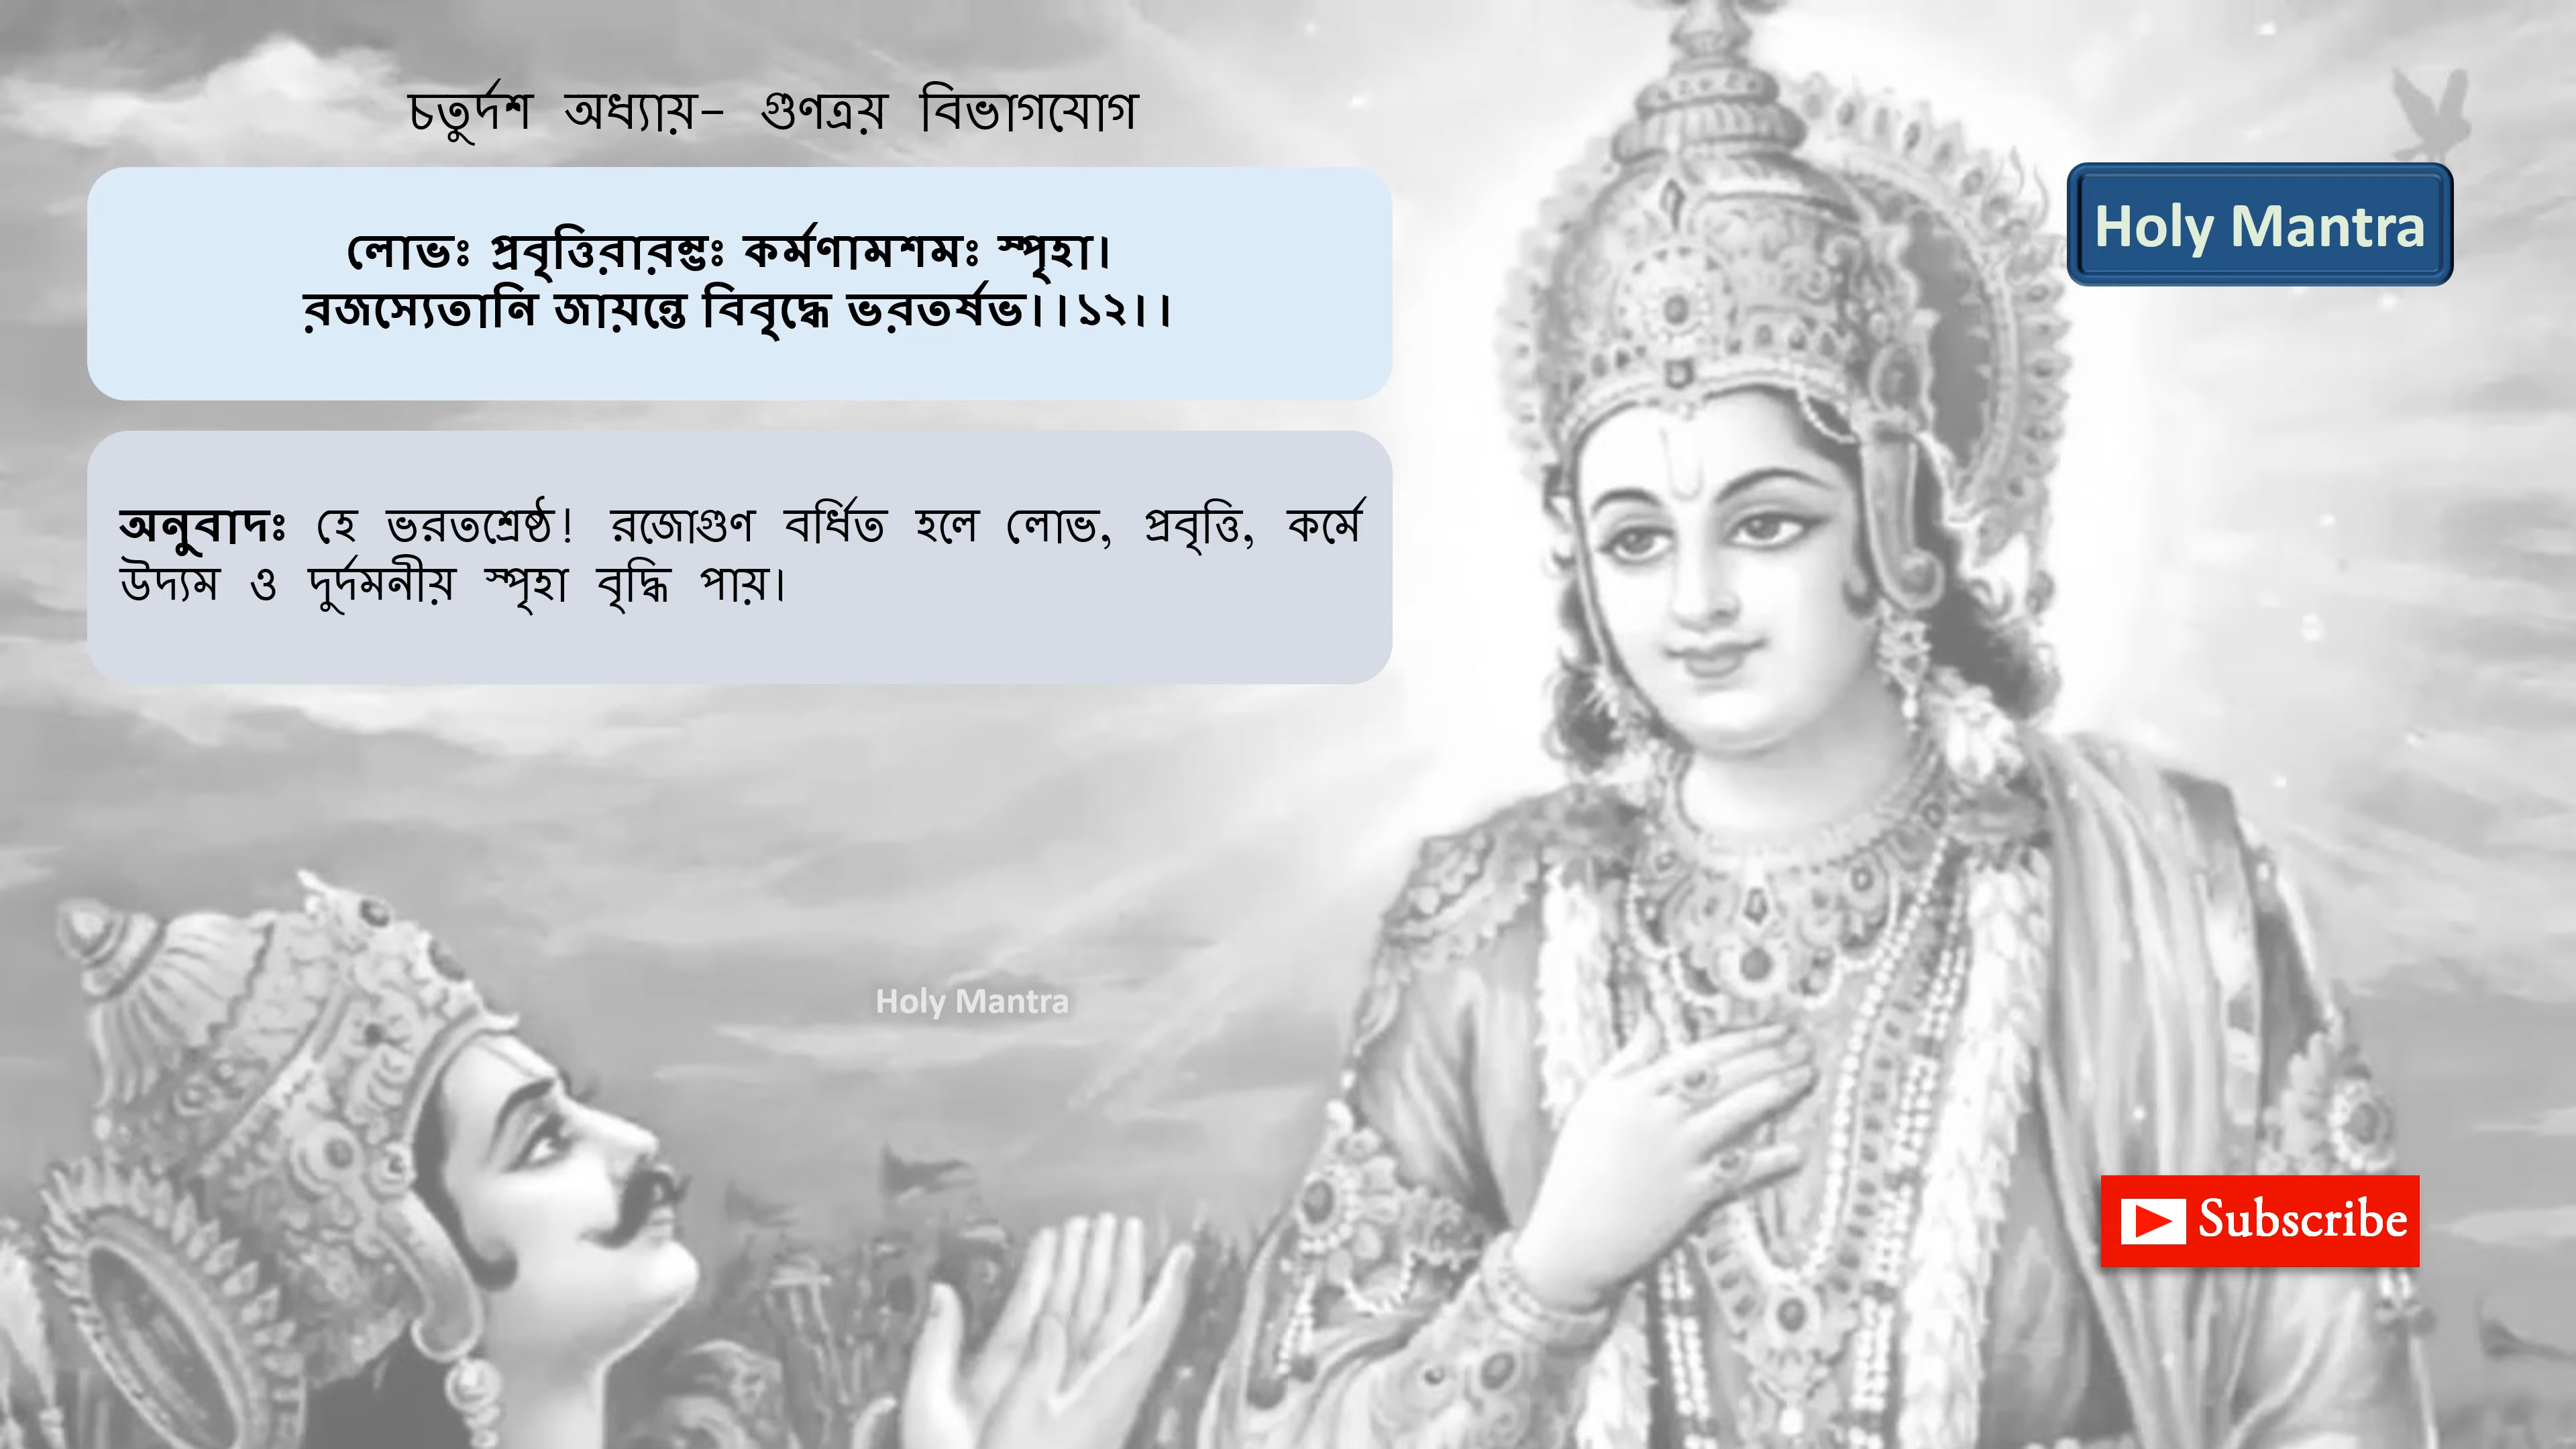 চতুর্দশ অধ্যায়– গুণত্রয় বিভাগযোগ
লোভঃ প্রবৃত্তিরারম্ভঃ কর্মণামশমঃ স্পৃহা।
রজস্যেতানি জায়ন্তে বিবৃদ্ধে ভরতর্ষভ।।১২।।
Holy Mantra
অনুবাদঃ হে ভরতশ্রেষ্ঠ! রজোগুণ বর্ধিত হলে লোভ, প্রবৃত্তি, কর্মে
উদ্যম ও দুর্দমনীয় স্পৃহা বৃদ্ধি পায়।
Holy Mantra
Subscribe